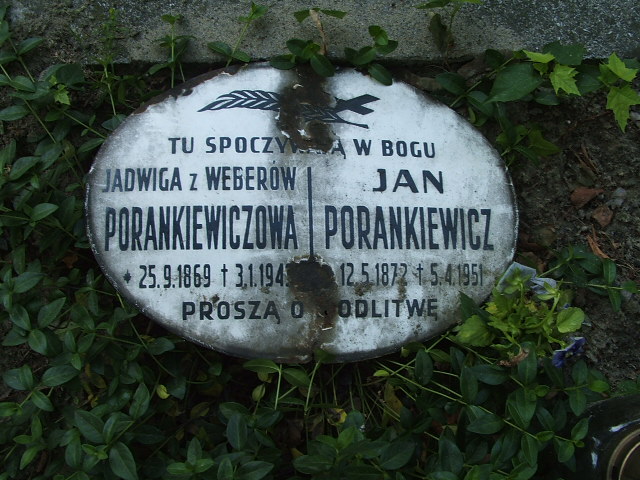 TU SPOCZYWAJĄ W BOGU
JADWIGA z WEBERÓW JAN
PORANKIEWICZOWA PORANKIEWICZ
* 25.9.1869 † 12.5.1872 † 5.4.1951
PROSZĄ O MODLITWĘ